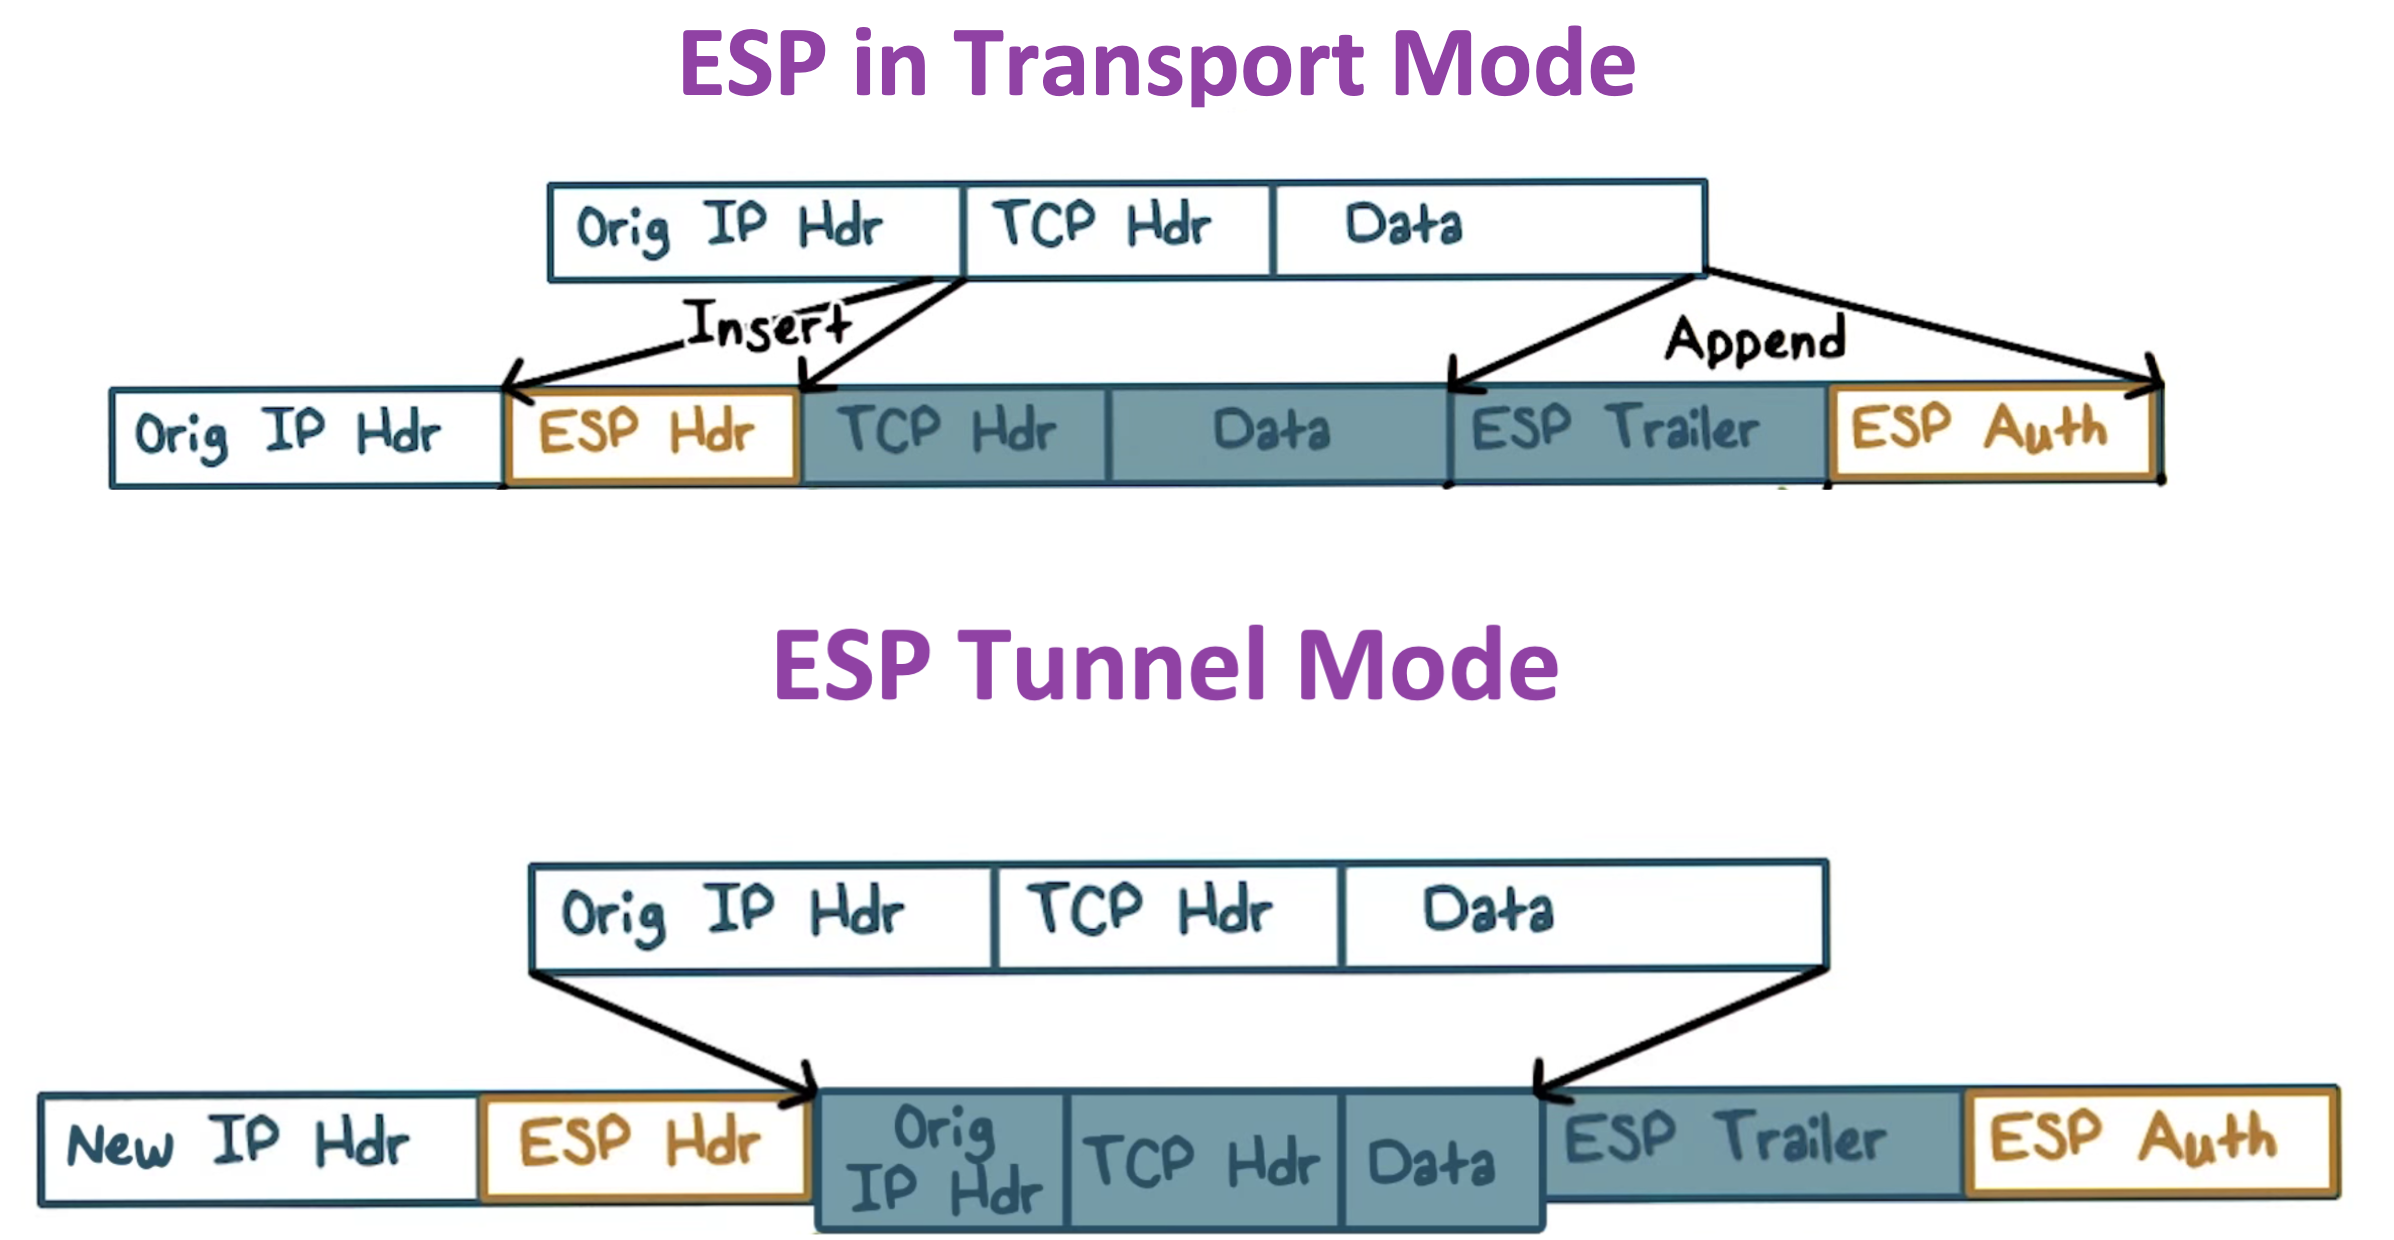 ESP in Transport Mode
Orig IP Hdr TCP Hdr Data
Insert
Append
Orig IP Hdr ESP Hdr TCP Hdr Data ESP Trailer ESP Auth
ESP Tunnel Mode
Orig IP Hdr TCP Hdr Data
New IP Hdr ESP Hdr Orig IP Hdr TCP Hdr Data ESP Trailer ESP Auth